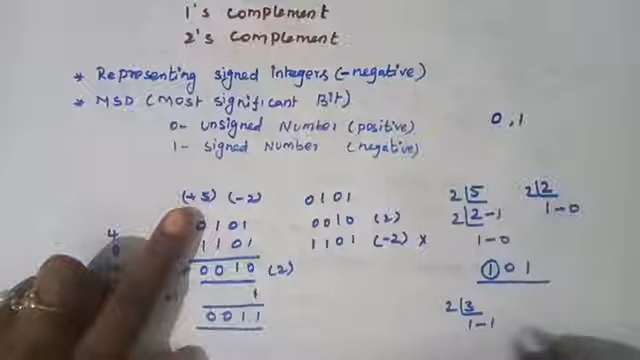 1's complement
2's complement
* Representing signed integers (-negative)
* MSD (Most significant Bit)
0- unsigned Number (positive)
1- signed Number (negative)
0,1
(+5) (-2)
0101
1101
0010 (2)
1
0011
4
0101
0010 (2)
1101 (-2) x
2 5
2 2-1
1-0
101
2 2
1-0
2 3
1-1